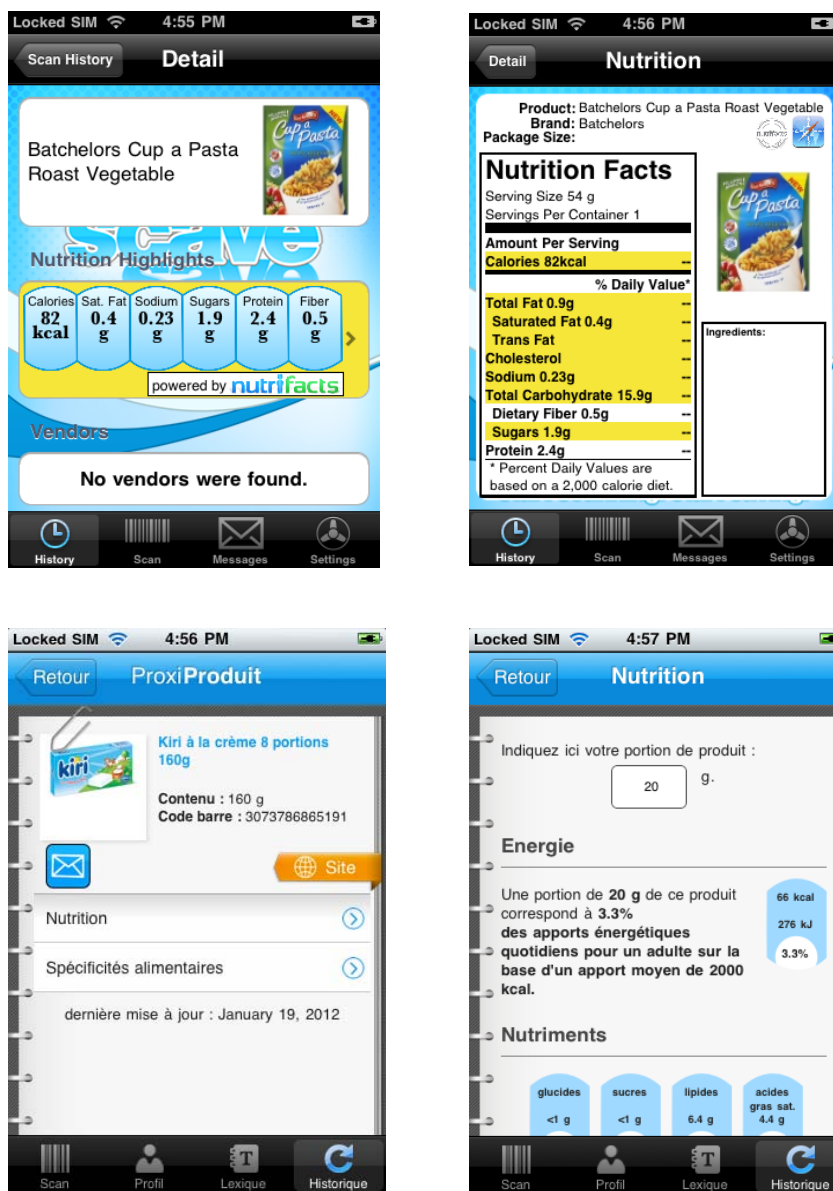 Locked SIM 4:55 PM
Scan History Detail
Batchelors Cup a Pasta
Roast Vegetable
Cup a
Pasta
scave
Nutrition Highlights
Calories Sat. Fat Sodium Sugars Protein Fiber
82 0.4 0.23 1.9 2.4 0.5
kcal g g g g g
powered by nutrifacts
Vendors
No vendors were found.
History Scan Messages Settings
Locked SIM 4:56 PM
Detail Nutrition
Product: Batchelors Cup a Pasta Roast Vegetable
Brand: Batchelors
Package Size:
nutrifacts
Nutrition Facts
Serving Size 54 g
Servings Per Container 1
Amount Per Serving
Calories 82kcal --
% Daily Value*
Total Fat 0.9g --
Saturated Fat 0.4g --
Trans Fat --
Cholesterol --
Sodium 0.23g --
Total Carbohydrate 15.9g --
Dietary Fiber 0.5g --
Sugars 1.9g --
Protein 2.4g --
* Percent Daily Values are
based on a 2,000 calorie diet.
Cup a
Pasta
Ingredients:
History Scan Messages Settings
Locked SIM 4:56 PM
Retour ProxiProduit
kiri
Kiri à la crème 8 portions
160g
Contenu : 160 g
Code barre : 3073786865191
Site
Nutrition
Spécificités alimentaires
dernière mise à jour : January 19, 2012
Scan Profil Lexique Historique
Locked SIM 4:57 PM
Retour Nutrition
Indiquez ici votre portion de produit :
20 g.
Energie
Une portion de 20 g de ce produit
correspond à 3.3%
des apports énergétiques
quotidiens pour un adulte sur la
base d'un apport moyen de 2000
kcal.
66 kcal
276 kJ
3.3%
Nutriments
glucides sucres lipides acides
gras sat.
<1 g <1 g 6.4 g 4.4 g
Scan Profil Lexique Historique